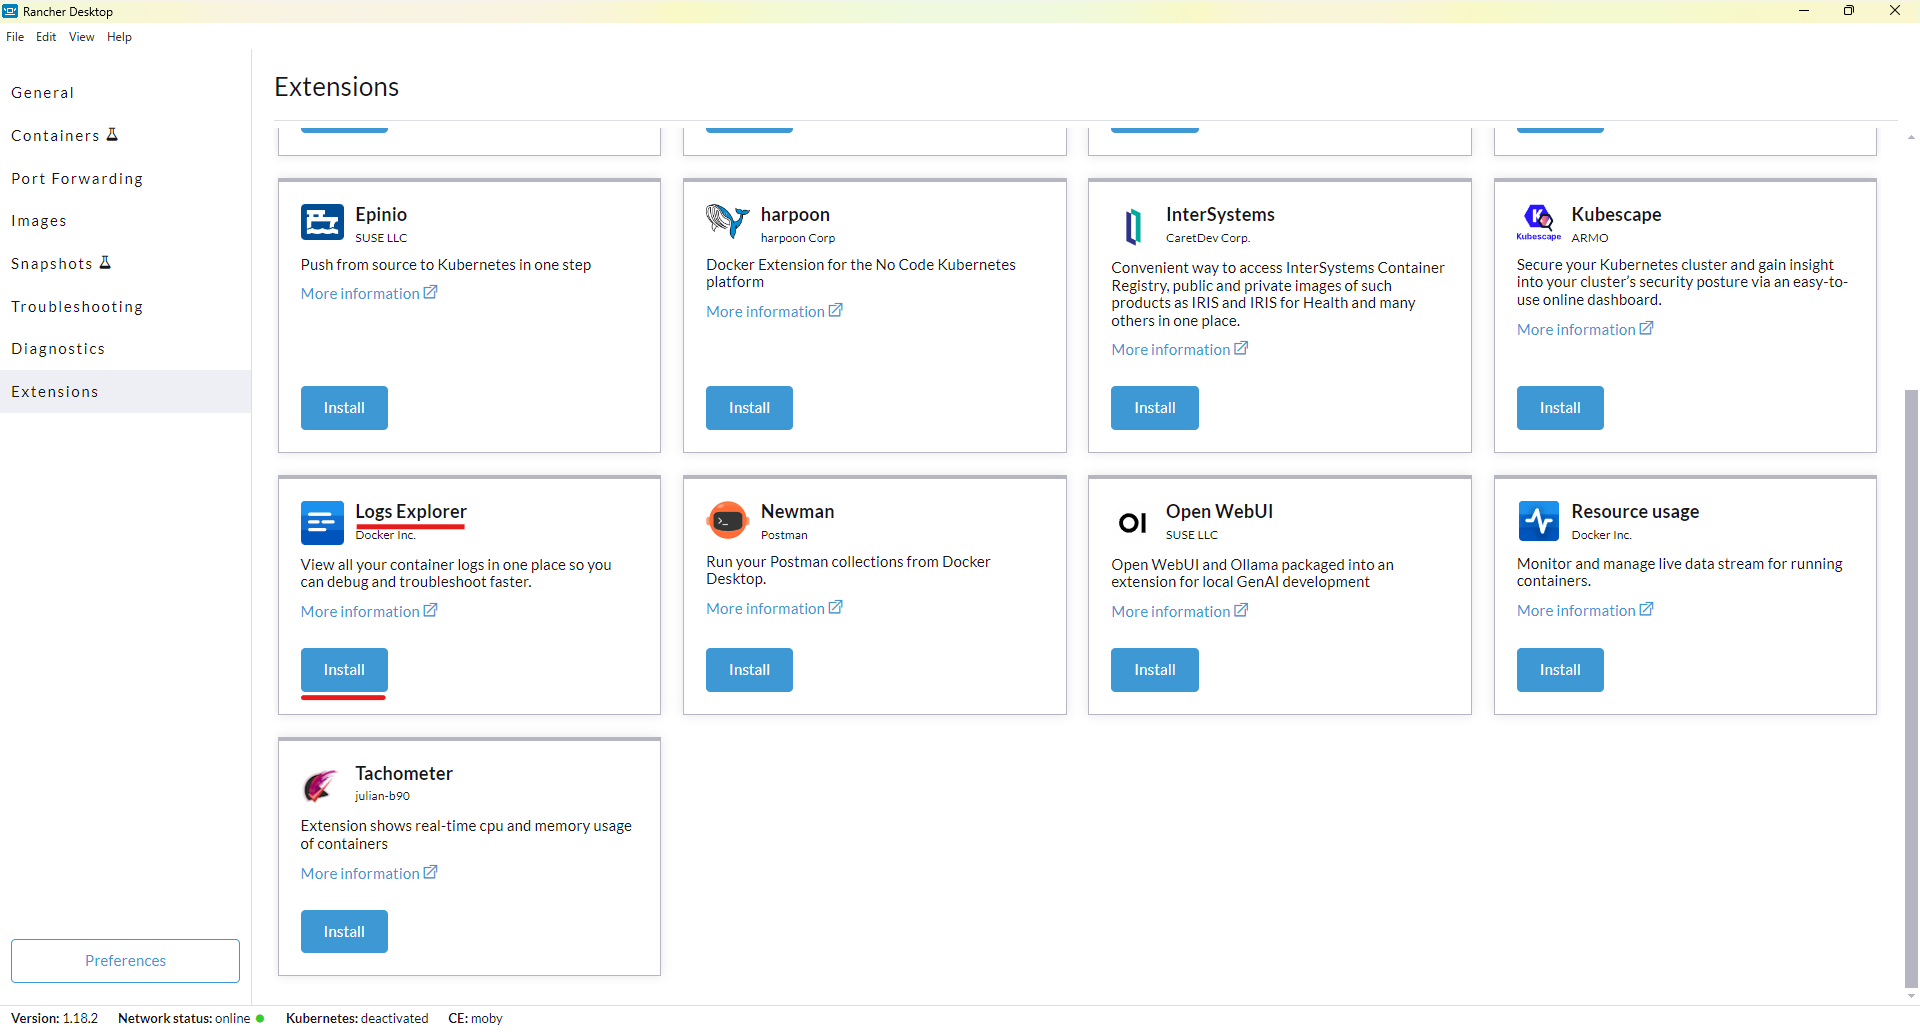 Rancher Desktop
File Edit View Help
General
Containers
Port Forwarding
Images
Snapshots
Troubleshooting
Diagnostics
Extensions
Preferences
Extensions
Epinio
SUSE LLC
Push from source to Kubernetes in one step
More information
Install
harpoon
harpoon Corp
Docker Extension for the No Code Kubernetes
platform
More information
Install
InterSystems
CaretDev Corp.
Convenient way to access InterSystems Container
Registry, public and private images of such
products as IRIS and IRIS for Health and many
others in one place.
More information
Install
Kubescape
Kubescape
ARMO
Secure your Kubernetes cluster and gain insight
into your cluster’s security posture via an easy-to-
use online dashboard.
More information
Install
Logs Explorer
Docker Inc.
View all your container logs in one place so you
can debug and troubleshoot faster.
More information
Install
Newman
Postman
Run your Postman collections from Docker
Desktop.
More information
Install
OI
Open WebUI
SUSE LLC
Open WebUI and Ollama packaged into an
extension for local GenAI development
More information
Install
Resource usage
Docker Inc.
Monitor and manage live data stream for running
containers.
More information
Install
Tachometer
julian-b90
Extension shows real-time cpu and memory usage
of containers
More information
Install
Version: 1.18.2 Network status: online Kubernetes: deactivated CE: moby